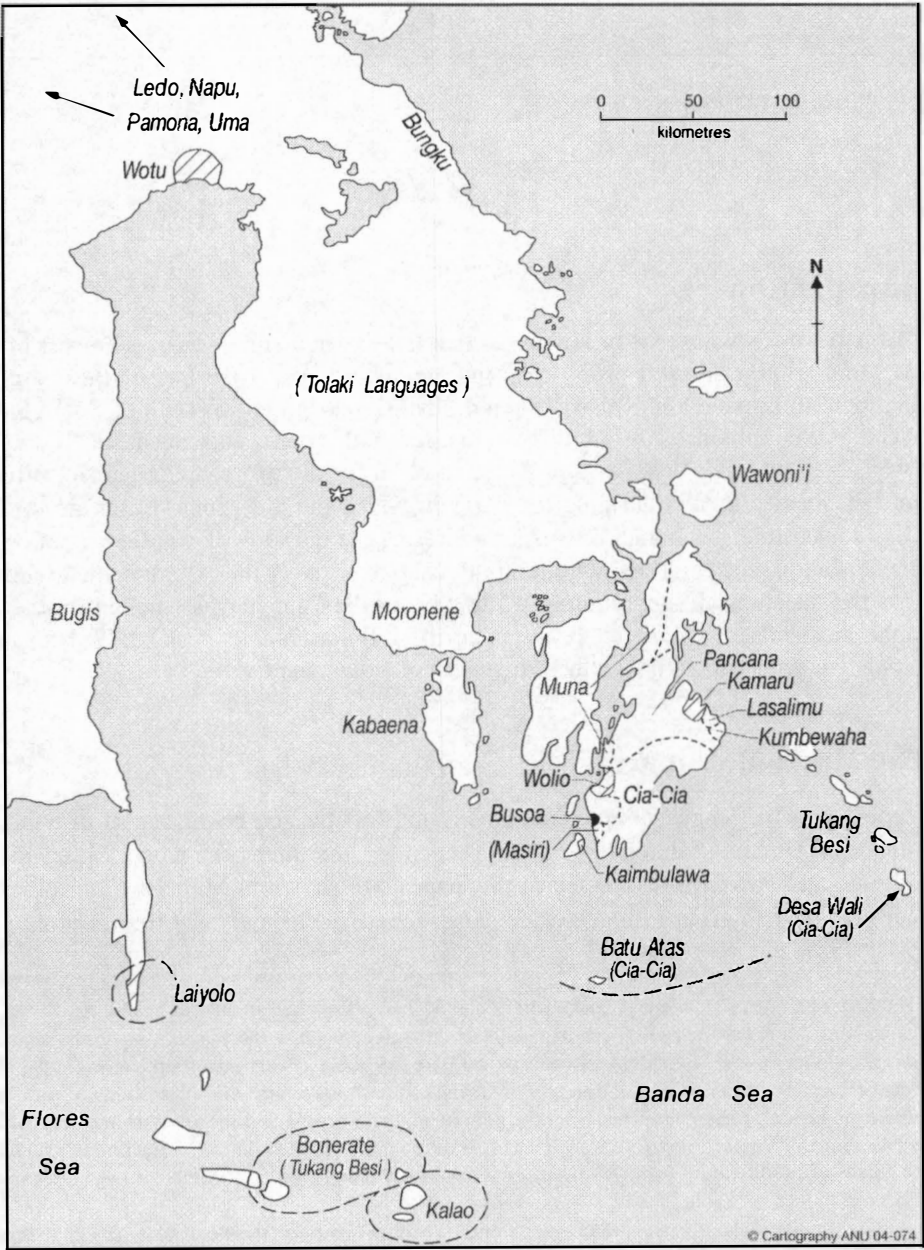 Ledo, Napu,
Pamona, Uma
Wotu
Bungku
0 50 100
kilometres
N
( Tolaki Languages )
Wawoni'i
Bugis
Moronene
Muna
Pancana
Kamaru
Lasalimu
Kumbewaha
Kabaena
Wolio
Cia-Cia
Busoa
(Masiri)
Kaimbulawa
Tukang
Besi
Desa Wali
(Cia-Cia)
Batu Atas
(Cia-Cia)
Laiyolo
Banda Sea
Flores
Sea
Bonerate
( Tukang Besi )
Kalao
© Cartography ANU 04-074